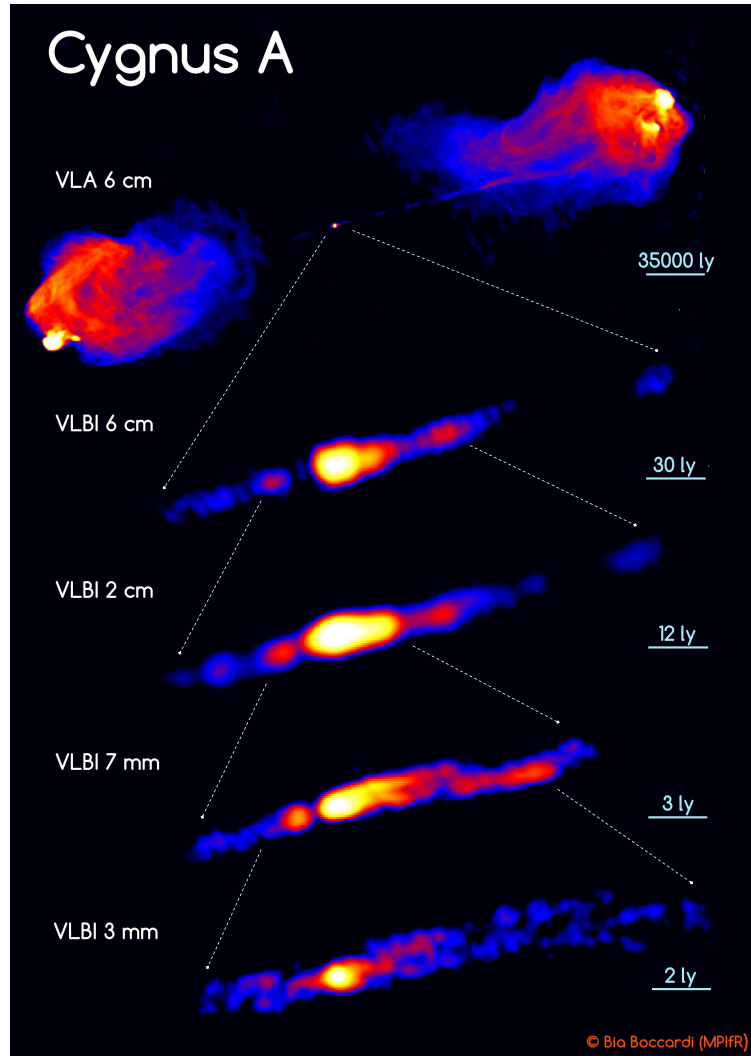 Cygnus A
VLA 6 cm
35000 ly
VLBI 6 cm
30 ly
VLBI 2 cm
12 ly
VLBI 7 mm
3 ly
VLBI 3 mm
2 ly
© Bia Boccardi (MPIfR)